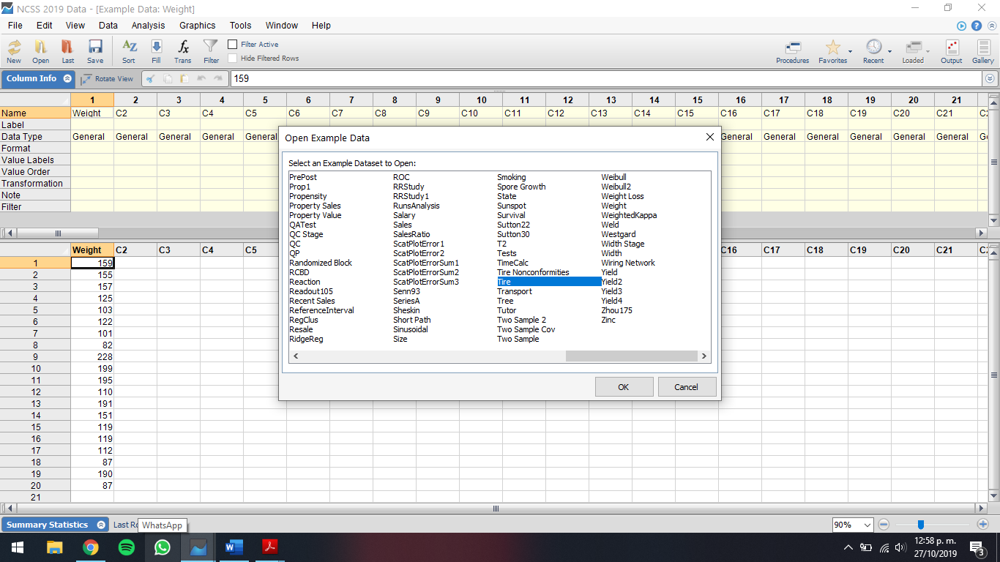 NCSS 2019 Data - [Example Data: Weight]
File Edit View Data Analysis Graphics Tools Window Help
New Open Last Save Sort Fill Trans Filter
Filter Active
Hide Filtered Rows
Procedures Favorites Recent Loaded Output Gallery
Column Info Rotate View 159
1 2 3 4 5 6 7 8 9 10 11 12 13 14 15 16 17 18 19 20 21
Name Weight C2 C3 C4 C5 C6 C7 C8 C9 C10 C11 C12 C13 C14 C15 C16 C17 C18 C19 C20 C21
Label
Data Type General General General General General General General General General General General
Format
Value Labels
Value Order
Transformation
Note
Filter
Open Example Data
Select an Example Dataset to Open:
PrePost ROC Smoking Weibull
Prop1 RRStudy Spore Growth Weibull2
Propensity RRStudy1 State Weight Loss
Property Sales RunsAnalysis Sunspot Weight
Property Value Salary Survival WeightedKappa
QATest Sales Sutton22 Weld
QC Stage SalesRatio Sutton30 Westgard
QC ScatPlotError1 T2 Width Stage
QP ScatPlotError2 Tests Width
Randomized Block ScatPlotErrorSum1 TimeCalc Wiring Network
RCBD ScatPlotErrorSum2 Tire Nonconformities Yield
Reaction ScatPlotErrorSum3 Tire Yield2
Readout105 Senn93 Transport Yield3
Recent Sales SeriesA Tree Yield4
ReferenceInterval Sheskin Tutor Zhou175
RegClus Short Path Two Sample 2 Zinc
Resale Sinusoidal Two Sample Cov
RidgeReg Size Two Sample
OK Cancel
Weight C2 C3 C4 C5 C16 C17 C18 C19 C20 C21
1 159
2 155
3 157
4 125
5 103
6 122
7 101
8 82
9 228
10 199
11 195
12 110
13 191
14 151
15 119
16 119
17 112
18 87
19 190
20 87
21
Summary Statistics Last Ro WhatsApp 90%
12:58 p. m.
27/10/2019
3